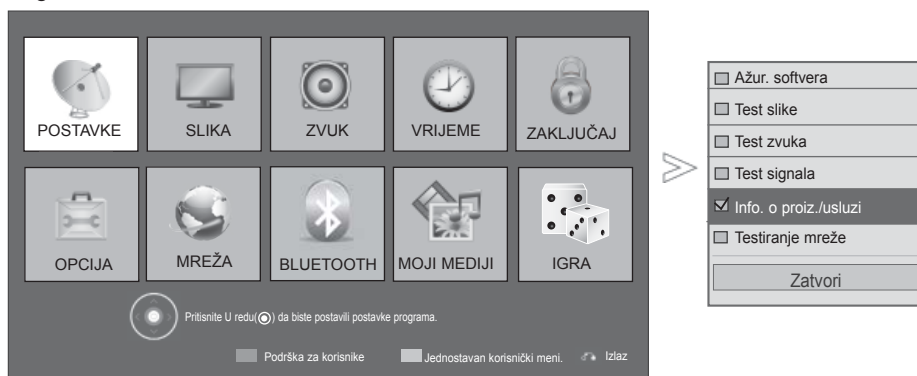 POSTAVKE
SLIKA
ZVUK
VRIJEME
ZAKLJUČAJ
OPCIJA
MREŽA
BLUETOOTH
MOJI MEDIJI
IGRA
Pritisnite U redu(◉) da biste postavili postavke programa.
Podrška za korisnike
Jednostavan korisnički meni.
Izlaz
Ažur. softvera
Test slike
Test zvuka
Test signala
Info. o proiz./usluzi
Testiranje mreže
Zatvori